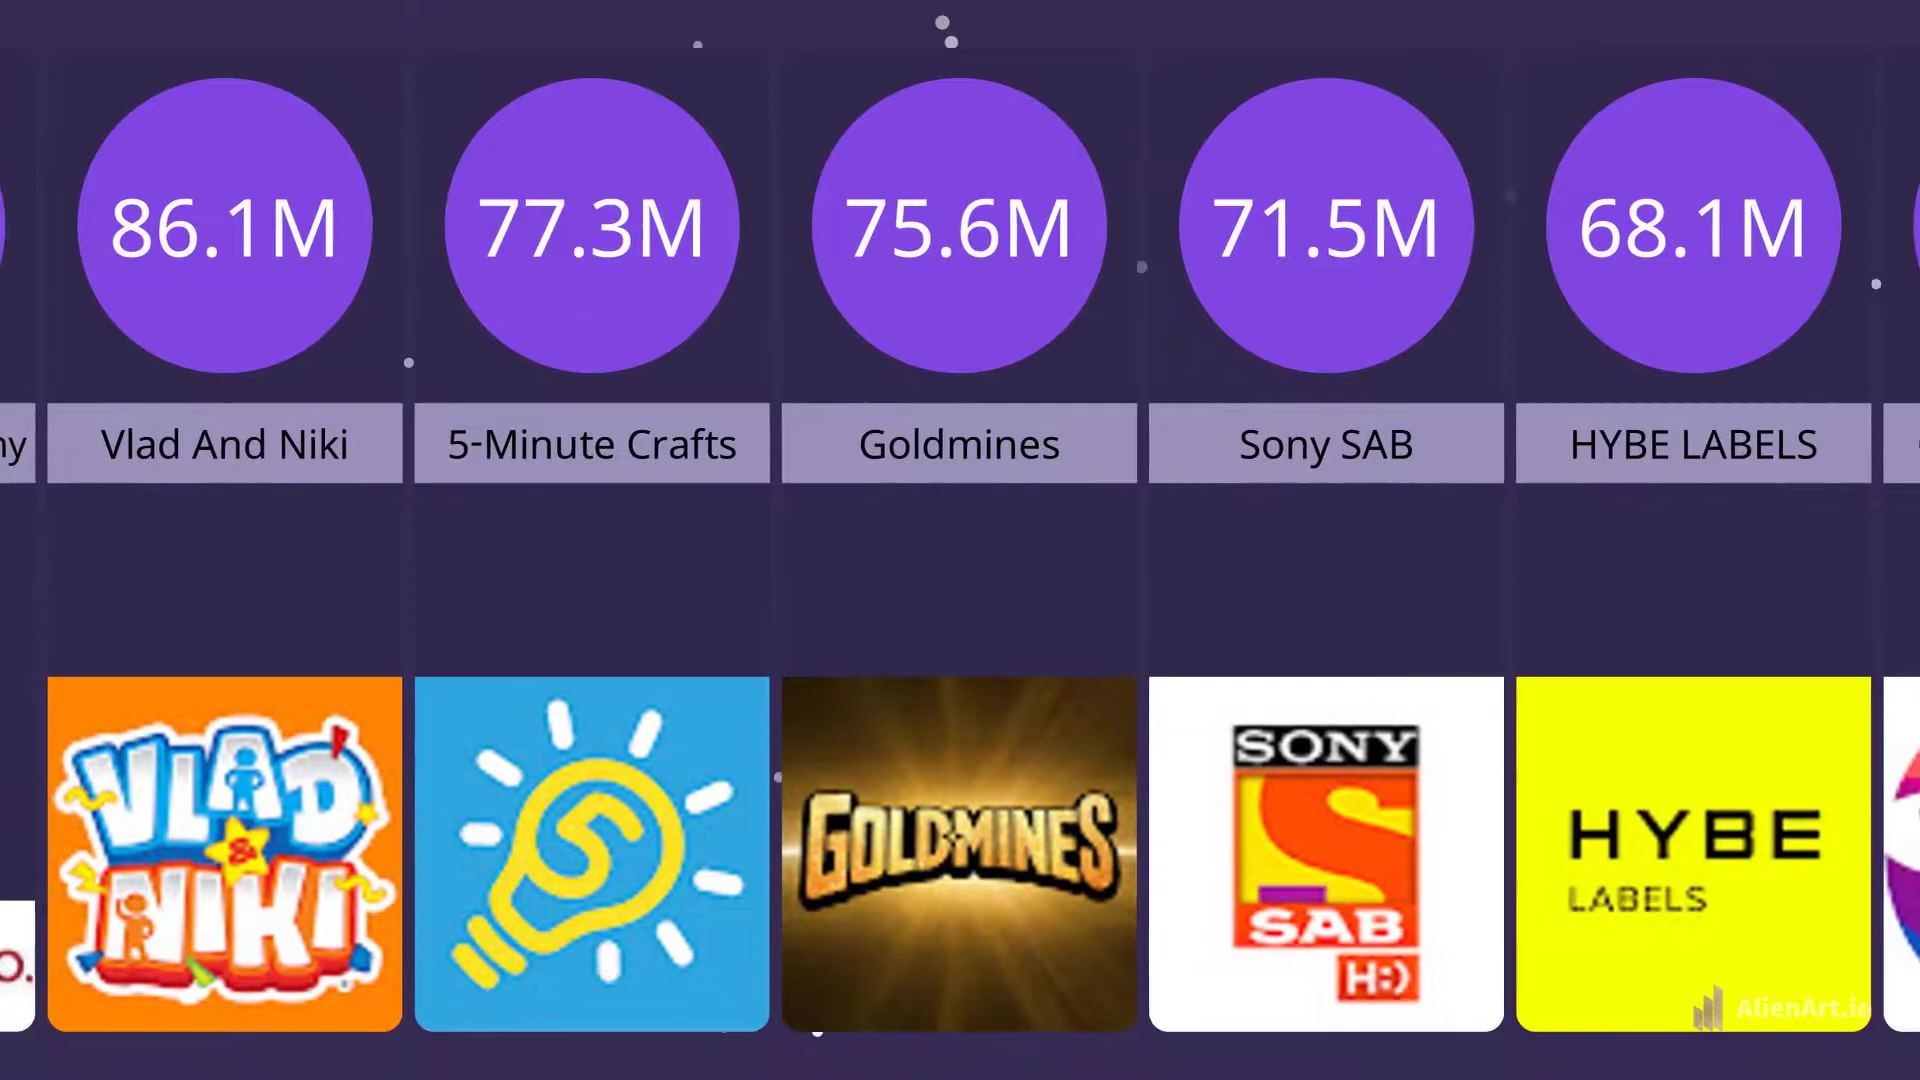 86.1M
77.3M
75.6M
71.5M
68.1M
Vlad And Niki
5-Minute Crafts
Goldmines
Sony SAB
HYBE LABELS
VLAD
&
NIKI
5
GOLDMINES
SONY
S
SAB
H:)
HYBE
LABELS
O.
AlienArt.io